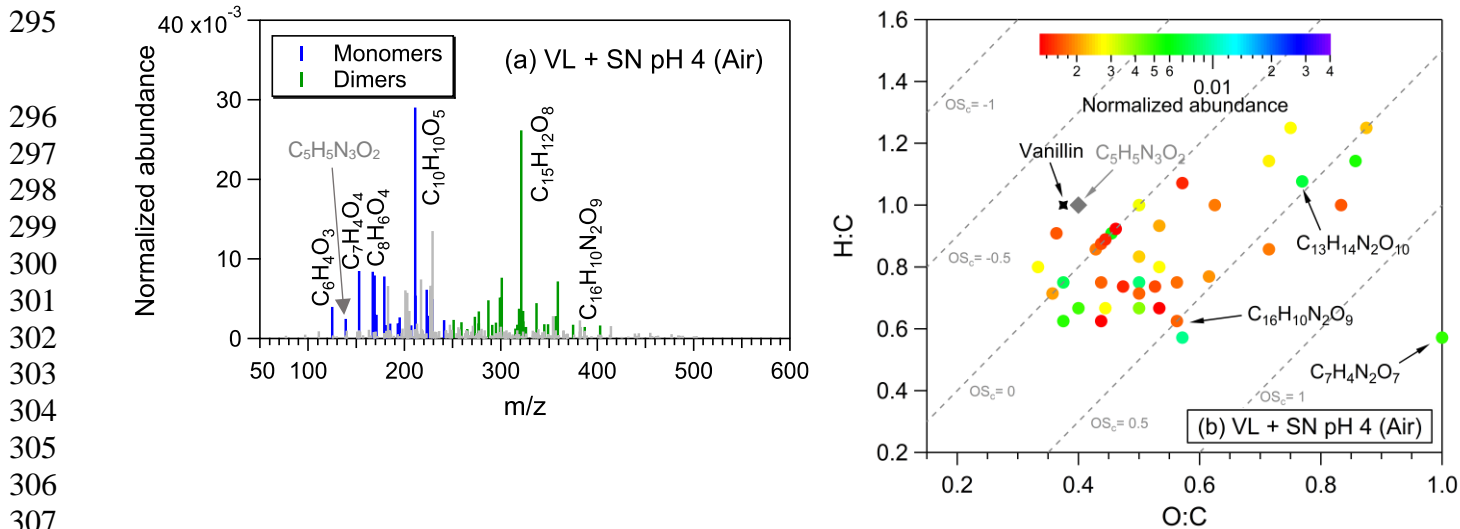 295
296
297
298
299
300
301
302
303
304
305
306
307
40 x10⁻³
30
20
10
0
Normalized abundance
Monomers
Dimers
(a) VL + SN pH 4 (Air)
C₅H₅N₃O₂
C₆H₄O₃
C₇H₄O₄
C₈H₆O₄
C₁₀H₁₀O₅
C₁₅H₁₂O₈
C₁₆H₁₀N₂O₉
50 100 200 300 400 500 600
m/z
1.6
1.4
1.2
1.0
0.8
0.6
0.4
0.2
H:C
2 3 4 5 6 0.01 2 3 4
Normalized abundance
OSc= -1
Vanillin
C₅H₅N₃O₂
C₁₃H₁₄N₂O₁₀
OSc= -0.5
C₁₆H₁₀N₂O₉
C₇H₄N₂O₇
OSc= 0
OSc= 1
OSc= 0.5
(b) VL + SN pH 4 (Air)
0.2 0.4 0.6 0.8 1.0
O:C